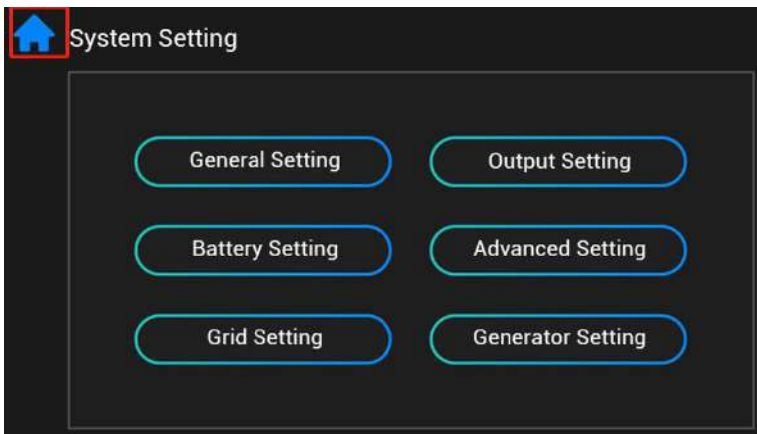 System Setting
General Setting
Output Setting
Battery Setting
Advanced Setting
Grid Setting
Generator Setting